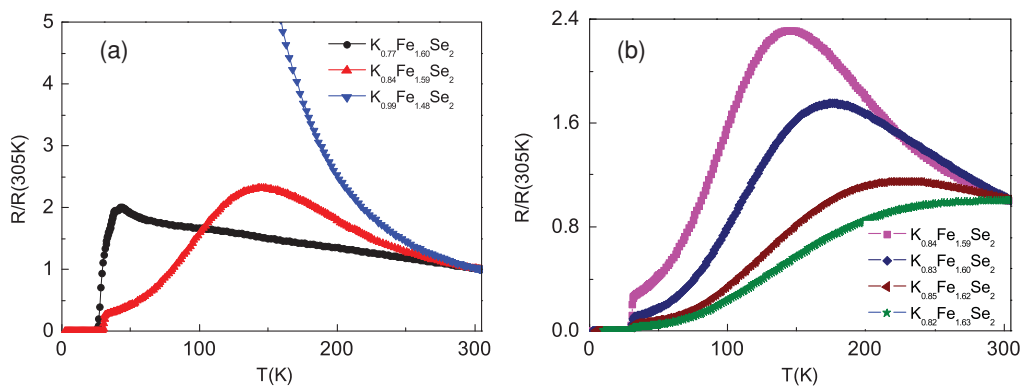 (a)
K0.77Fe1.60Se2
K0.84Fe1.59Se2
K0.99Fe1.48Se2
R/R(305K)
5
4
3
2
1
0
0 100 200 300
T(K)
(b)
K0.84Fe1.59Se2
K0.83Fe1.60Se2
K0.85Fe1.62Se2
K0.82Fe1.63Se2
R/R(305K)
2.4
1.6
0.8
0.0
0 100 200 300
T(K)